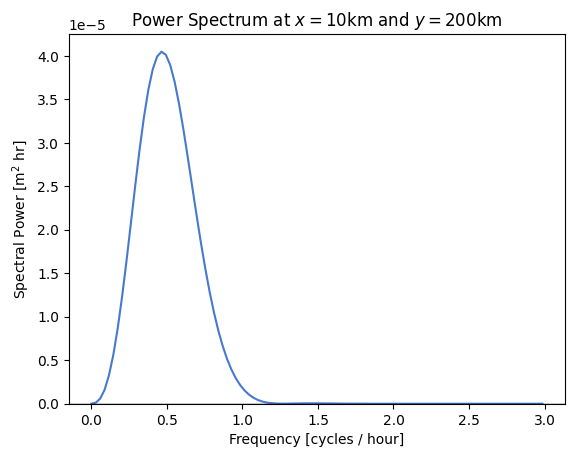 Power Spectrum at x = 10km and y = 200km
1e−5
4.0
3.5
3.0
2.5
2.0
1.5
1.0
0.5
0.0
Spectral Power [m² hr]
0.0 0.5 1.0 1.5 2.0 2.5 3.0
Frequency [cycles / hour]